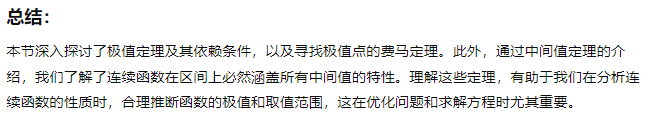 总结：
本节深入探讨了极值定理及其依赖条件，以及寻找极值点的费马定理。此外，通过中间值定理的介
绍，我们了解了连续函数在区间上必然涵盖所有中间值的特性。理解这些定理，有助于我们在分析连
续函数的性质时，合理推断函数的极值和取值范围，这在优化问题和求解方程时尤其重要。